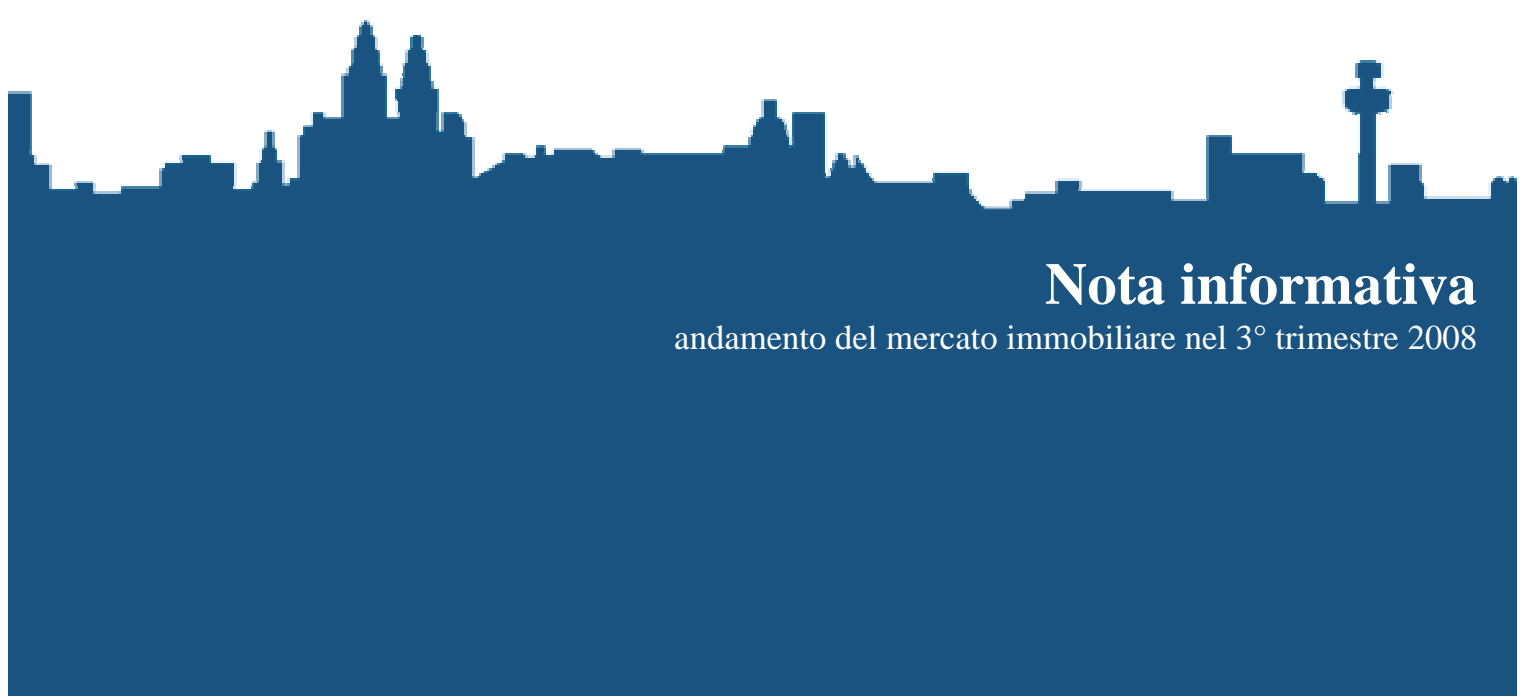 Nota informativa
andamento del mercato immobiliare nel 3° trimestre 2008